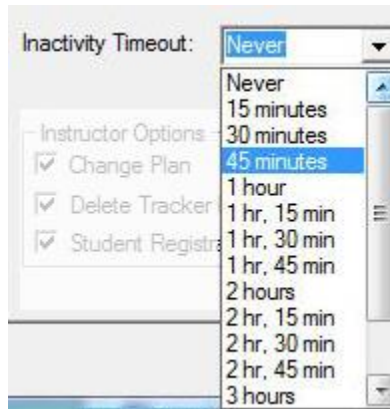 Inactivity Timeout: Never
Never
15 minutes
30 minutes
Instructor Options
45 minutes
Change Plan
1 hour
1 hr, 15 min
Delete Tracker
1 hr, 30 min
Student
1 hr, 45 min
2 hours
2 hr, 15 min
2 hr, 30 min
2 hr, 45 min
3 hours